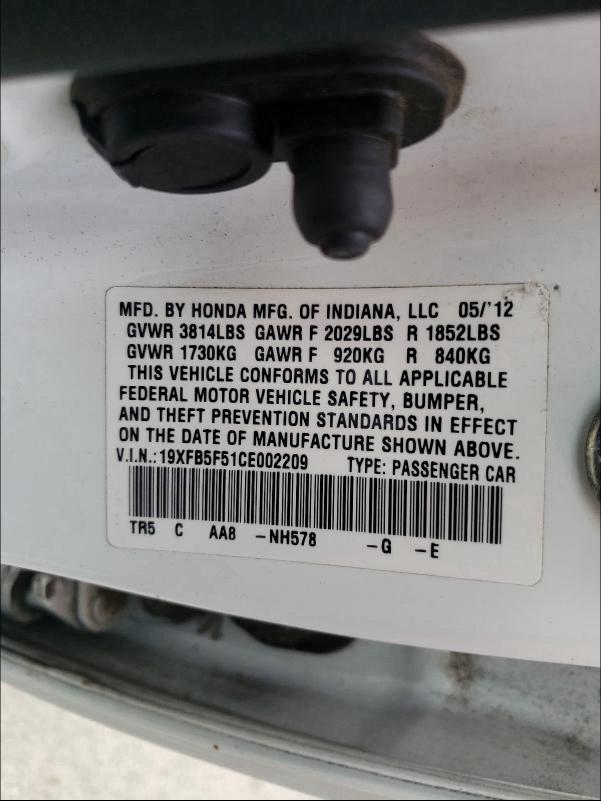 MFD. BY HONDA MFG. OF INDIANA, LLC 05/'12
GVWR 3814LBS GAWR F 2029LBS R 1852LBS
GVWR 1730KG GAWR F 920KG R 840KG
THIS VEHICLE CONFORMS TO ALL APPLICABLE
FEDERAL MOTOR VEHICLE SAFETY, BUMPER,
AND THEFT PREVENTION STANDARDS IN EFFECT
ON THE DATE OF MANUFACTURE SHOWN ABOVE.
V.I.N.:19XFB5F51CE002209 TYPE: PASSENGER CAR
TR5 C AA8 -NH578 -G -E